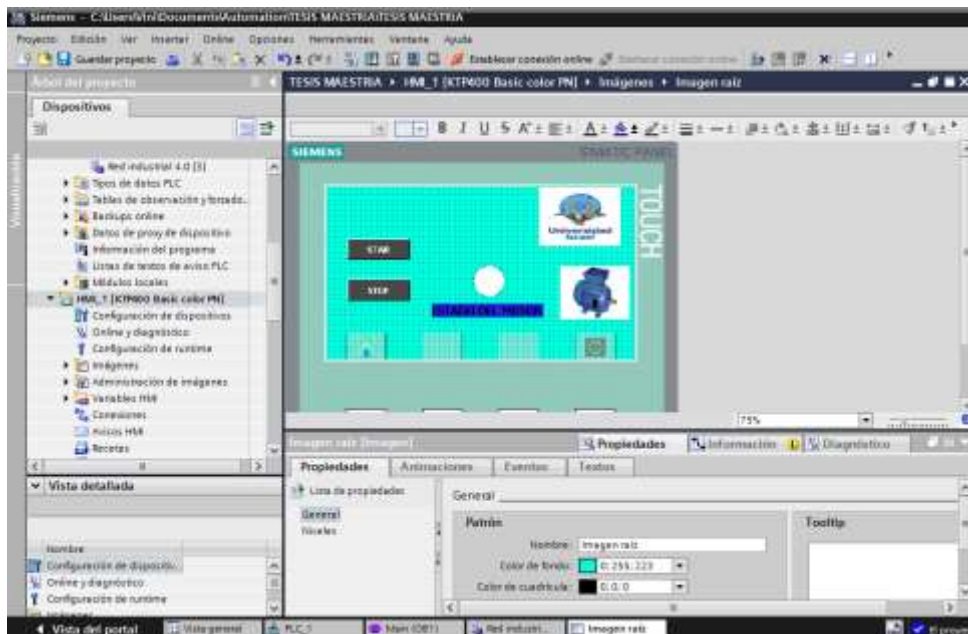 Siemens - C:\Users\Vini\Documents\Automation\TESIS MAESTRIA\TESIS MAESTRIA
Proyecto Edición Ver Insertar Online Opciones Herramientas Ventana Ayuda
Guardar proyecto Establecer conexión online
Árbol del proyecto TESIS MAESTRIA HMI_1 [KTP400 Basic color PN] Imágenes Imagen raíz
Dispositivos
B I U S
SIEMENS SIMATIC PANEL
Visualización
TOUCH
Red industrial 4.0 [3]
Tipos de datos PLC
Tablas de observación y forzado...
Backups online
Datos de proxy de dispositivo
Información del programa
Listas de textos de aviso PLC
Módulos locales
HMI_1 [KTP400 Basic color PN]
Configuración de dispositivos
Online y diagnóstico
Configuración de runtime
Imágenes
Administración de imágenes
Variables HMI
Conexiones
Avisos HMI
Recetas
Universidad
STAR
STOP
ESTADO DEL MOTOR
75%
Imagen raíz [Imagen] Propiedades Información Diagnóstico
Propiedades Animaciones Eventos Textos
Lista de propiedades
General
Niveles
General
Patrón
Nombre: Imagen raíz
Color de fondo: 0; 255; 223
Color de cuadrícula: 0; 0; 0
Tooltip
Vista detallada
Nombre
Configuración de dispositi...
Online y diagnóstico
Configuración de runtime
Imágenes
Vista del portal Vista general PLC_1 Main (OB1) Red industri... Imagen raíz El proye